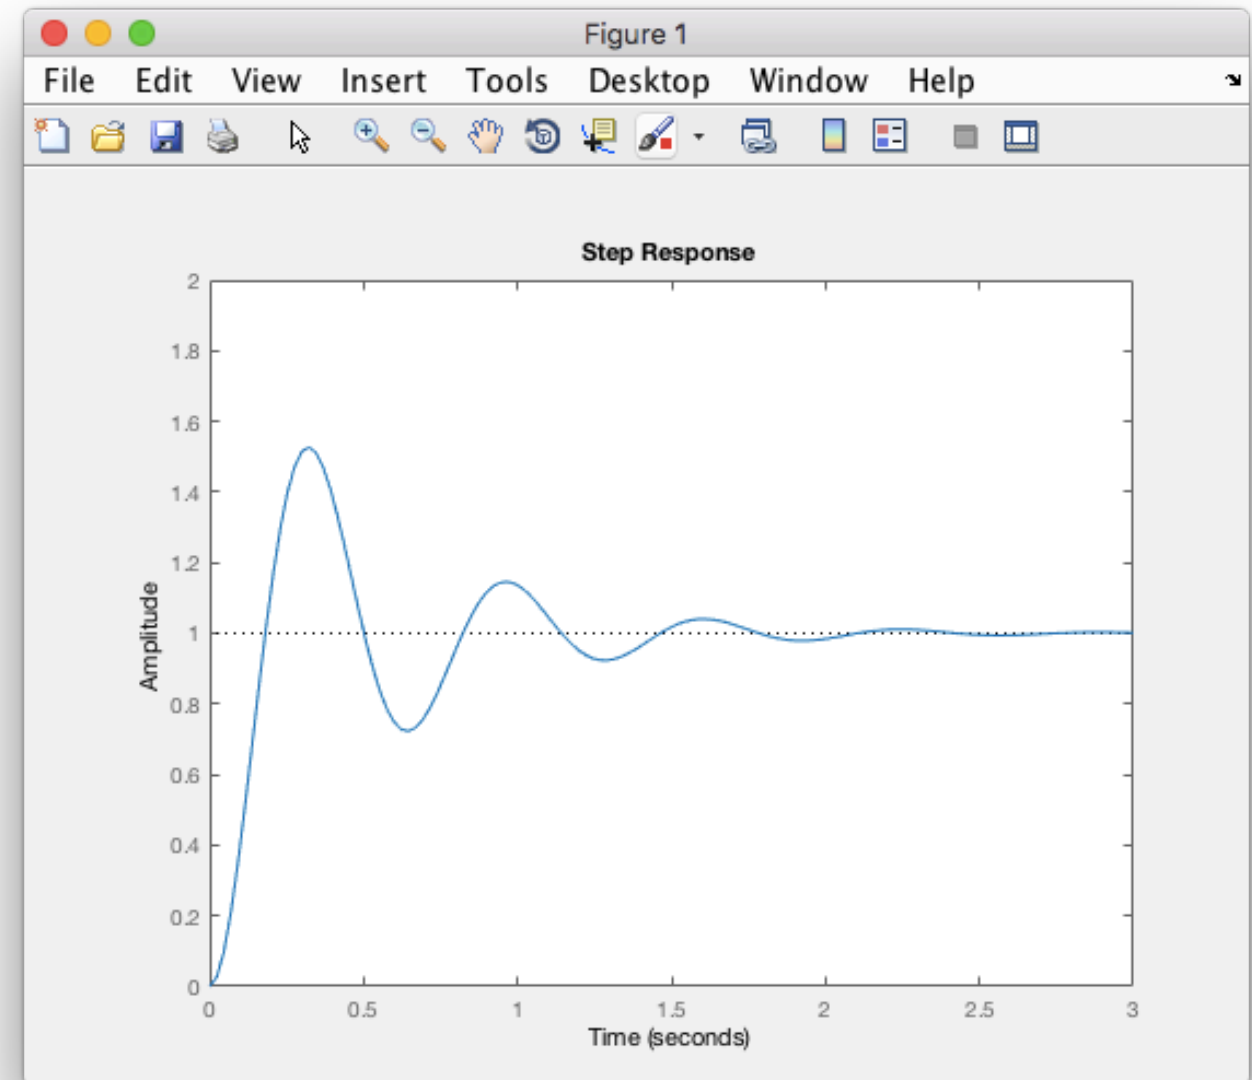 Figure 1
File Edit View Insert Tools Desktop Window Help
Step Response
2
1.8
1.6
1.4
1.2
1
0.8
0.6
0.4
0.2
0
Amplitude
0 0.5 1 1.5 2 2.5 3
Time (seconds)